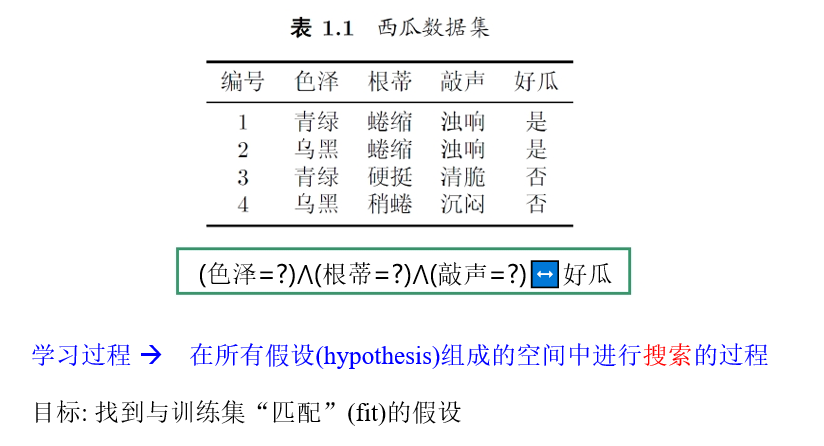 表 1.1 西瓜数据集
编号 色泽 根蒂 敲声 好瓜
1 青绿 蜷缩 浊响 是
2 乌黑 蜷缩 浊响 是
3 青绿 硬挺 清脆 否
4 乌黑 稍蜷 沉闷 否
(色泽=?)∧(根蒂=?)∧(敲声=?)↔好瓜
学习过程 → 在所有假设(hypothesis)组成的空间中进行搜索的过程
目标: 找到与训练集“匹配”(fit)的假设